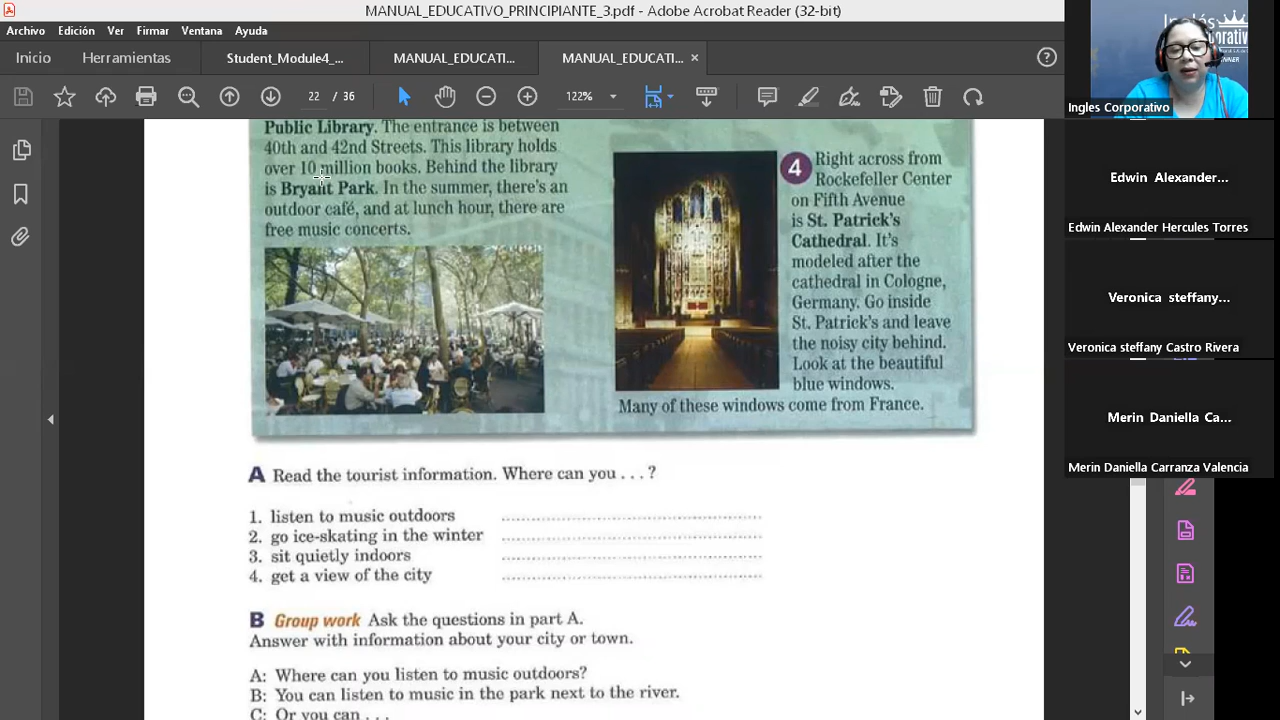 MANUAL_EDUCATIVO_PRINCIPIANTE_3.pdf - Adobe Acrobat Reader (32-bit)
Archivo Edición Ver Firmar Ventana Ayuda
Inicio Herramientas Student_Module4_... MANUAL_EDUCATI... MANUAL_EDUCATI... ×
22 / 36 122%
Public Library. The entrance is between
40th and 42nd Streets. This library holds
over 10 million books. Behind the library
is Bryant Park. In the summer, there's an
outdoor café, and at lunch hour, there are
free music concerts.
4 Right across from
Rockefeller Center
on Fifth Avenue
is St. Patrick's
Cathedral. It's
modeled after the
cathedral in Cologne,
Germany. Go inside
St. Patrick's and leave
the noisy city behind.
Look at the beautiful
blue windows.
Many of these windows come from France.
A Read the tourist information. Where can you . . . ?
1. listen to music outdoors
2. go ice-skating in the winter
3. sit quietly indoors
4. get a view of the city
B Group work Ask the questions in part A.
Answer with information about your city or town.
A: Where can you listen to music outdoors?
B: You can listen to music in the park next to the river.
C: Or you can . . .
Inglés
Ingles Corporativo
Edwin Alexander...
Edwin Alexander Hercules Torres
Veronica steffany...
Veronica steffany Castro Rivera
Merin Daniella Ca...
Merin Daniella Carranza Valencia